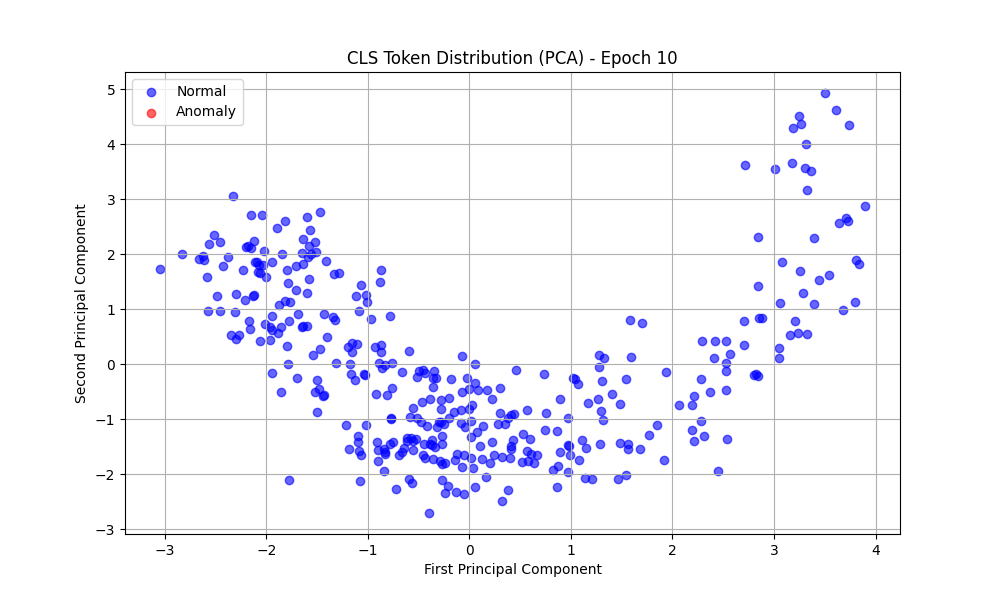 CLS Token Distribution (PCA) - Epoch 10
Normal
Anomaly
5
4
3
2
1
0
−1
−2
−3
Second Principal Component
−3 −2 −1 0 1 2 3 4
First Principal Component